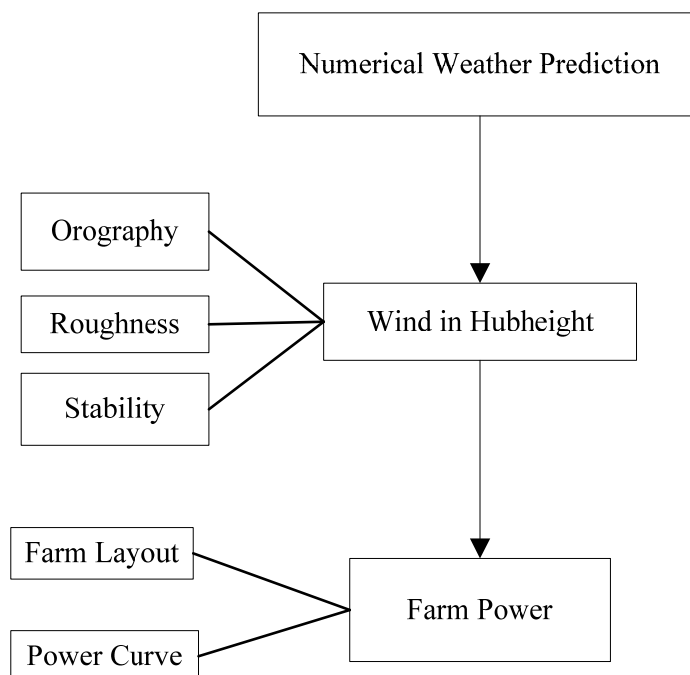 Numerical Weather Prediction
Orography
Roughness
Wind in Hubheight
Stability
Farm Layout
Farm Power
Power Curve